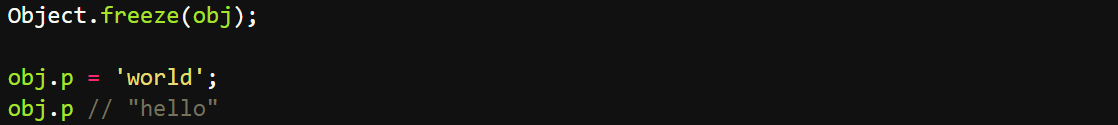 Object.freeze(obj);
obj.p = 'world';
obj.p // "hello"